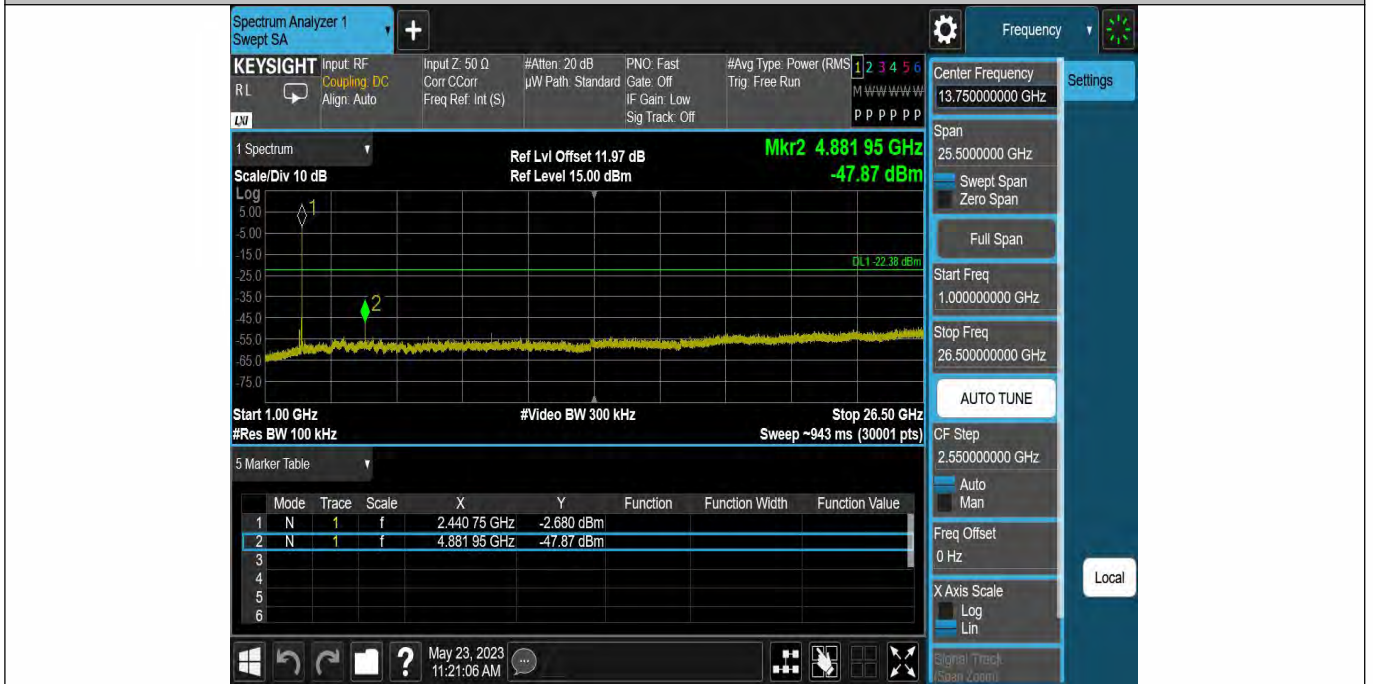 Spectrum Analyzer 1
Swept SA
+
Frequency
KEYSIGHT
RL
LXI
Input: RF
Coupling: DC
Align: Auto
Input Z: 50 Ω
Corr CCorr
Freq Ref: Int (S)
#Atten: 20 dB
µW Path: Standard
PNO: Fast
Gate: Off
IF Gain: Low
Sig Track: Off
#Avg Type: Power (RMS
Trig: Free Run
1 2 3 4 5 6
M W W W W W
P P P P P P
Center Frequency
13.750000000 GHz
Settings
Span
25.5000000 GHz
Swept Span
Zero Span
Full Span
Start Freq
1.000000000 GHz
Stop Freq
26.500000000 GHz
AUTO TUNE
CF Step
2.550000000 GHz
Auto
Man
Freq Offset
0 Hz
X Axis Scale
Log
Lin
Signal Track
(Span Zoom)
Local
1 Spectrum
Scale/Div 10 dB
Ref Lvl Offset 11.97 dB
Ref Level 15.00 dBm
Mkr2 4.881 95 GHz
-47.87 dBm
Log
5.00
-5.00
-15.0
-25.0
-35.0
-45.0
-55.0
-65.0
-75.0
1
2
DL1 -22.38 dBm
Start 1.00 GHz
#Video BW 300 kHz
Stop 26.50 GHz
#Res BW 100 kHz
Sweep ~943 ms (30001 pts)
5 Marker Table
Mode Trace Scale X Y Function Function Width Function Value
1 N 1 f 2.440 75 GHz -2.680 dBm
2 N 1 f 4.881 95 GHz -47.87 dBm
3
4
5
6
?
May 23, 2023
11:21:06 AM